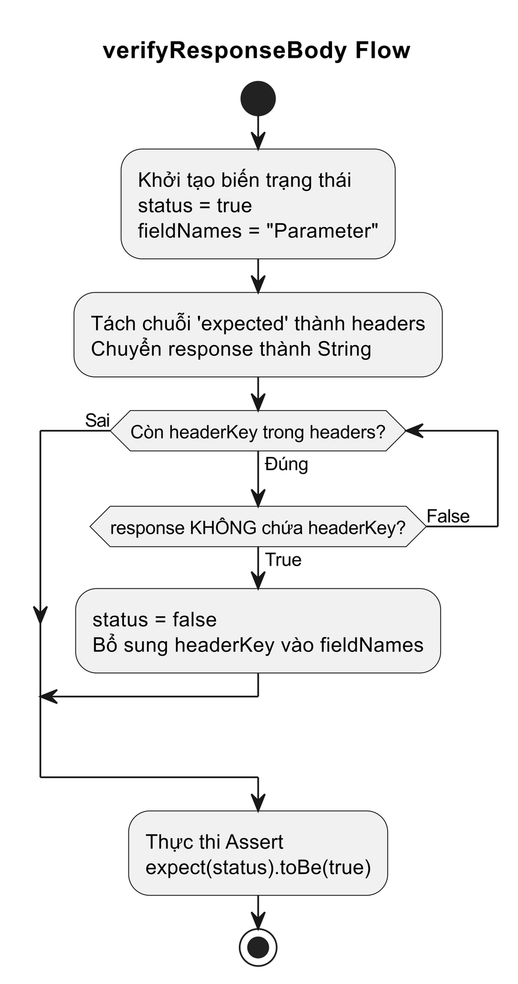 verifyResponseBody Flow
Khởi tạo biến trạng thái
status = true
fieldNames = "Parameter"
Tách chuỗi 'expected' thành headers
Chuyển response thành String
Sai
Còn headerKey trong headers?
Đúng
response KHÔNG chứa headerKey?
False
True
status = false
Bổ sung headerKey vào fieldNames
Thực thi Assert
expect(status).toBe(true)